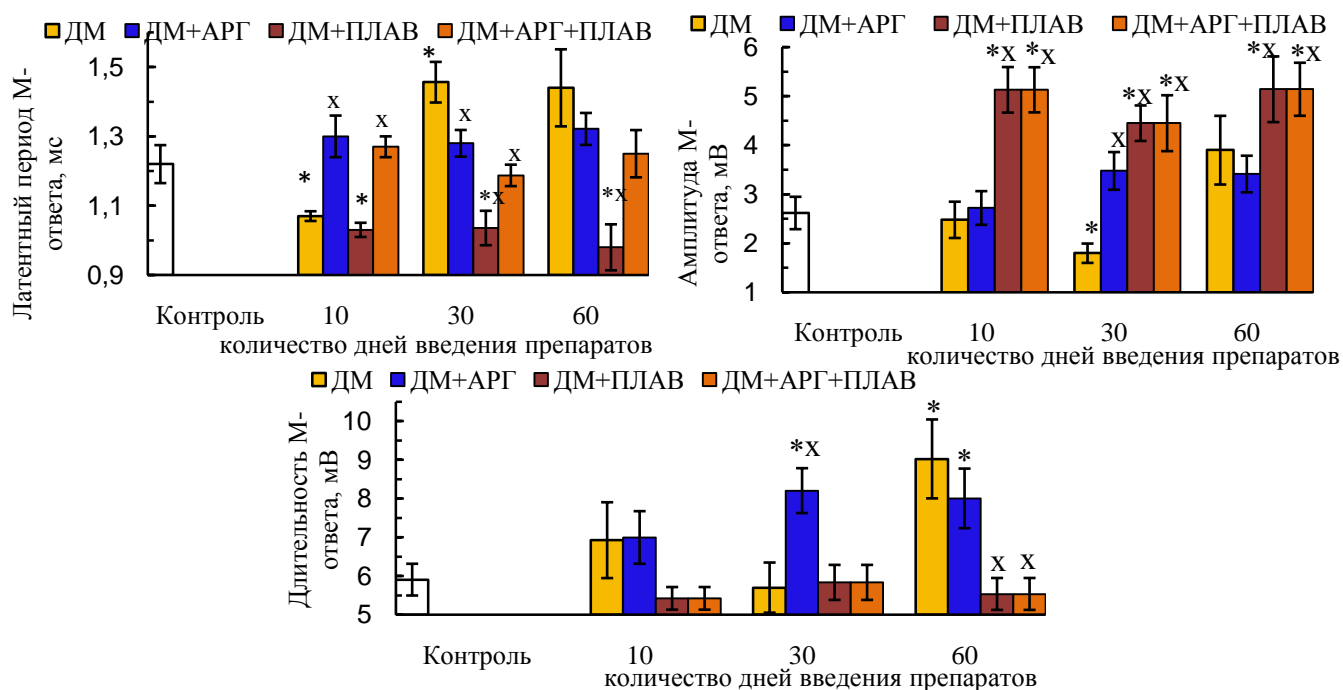 ДМ ДМ+АРГ ДМ+ПЛАВ ДМ+АРГ+ПЛАВ
Латентный период М-
ответа, мс
1,5
1,3
1,1
0,9
*
x
*
x
*
x
*x
x
*x
Контроль 10 30 60
количество дней введения препаратов
ДМ ДМ+АРГ ДМ+ПЛАВ ДМ+АРГ+ПЛАВ
Амплитуда М-
ответа, мВ
6
5
4
3
2
1
*x
*x
*
x
*x
*x
*x
*x
Контроль 10 30 60
количество дней введения препаратов
ДМ ДМ+АРГ ДМ+ПЛАВ ДМ+АРГ+ПЛАВ
Длительность М-
ответа, мВ
10
9
8
7
6
5
*x
*
*
x
x
Контроль 10 30 60
количество дней введения препаратов